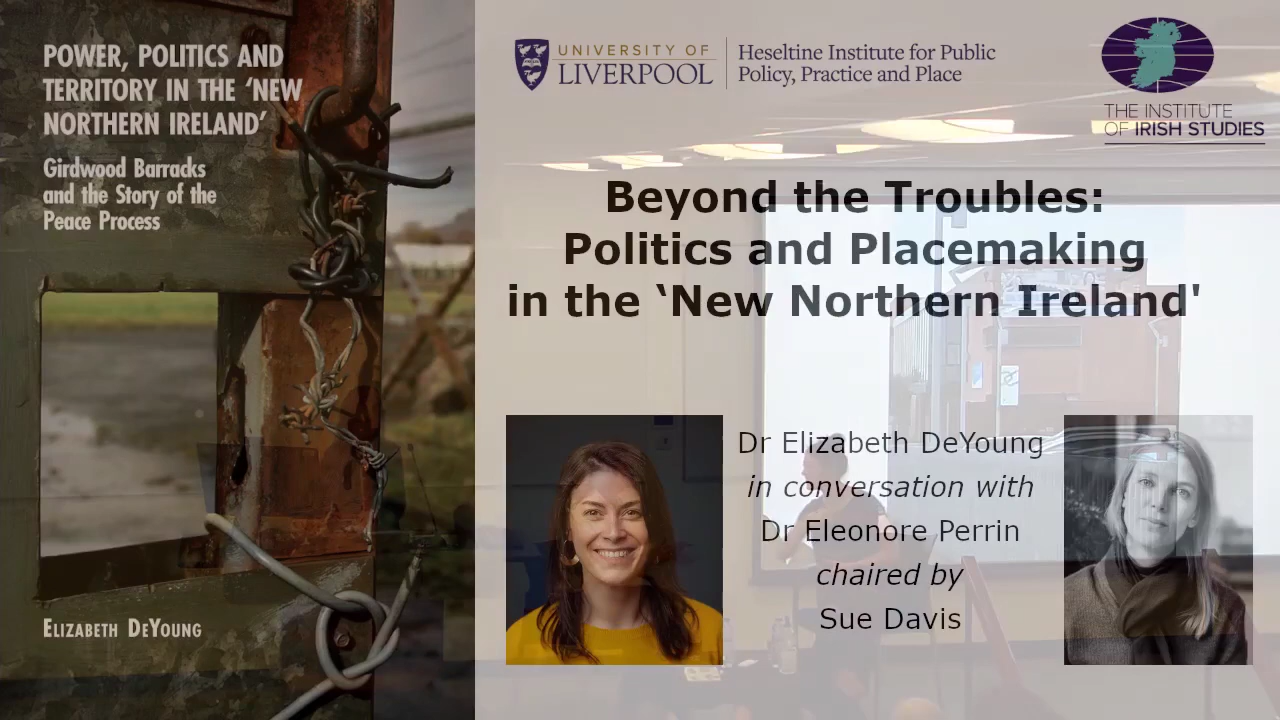 POWER, POLITICS AND
TERRITORY IN THE ‘NEW
NORTHERN IRELAND’
Girdwood Barracks
and the Story of the
Peace Process
ELIZABETH DEYOUNG
UNIVERSITY OF
LIVERPOOL
Heseltine Institute for Public
Policy, Practice and Place
THE INSTITUTE
OF IRISH STUDIES
Beyond the Troubles:
Politics and Placemaking
in the ‘New Northern Ireland'
Dr Elizabeth DeYoung
in conversation with
Dr Eleonore Perrin
chaired by
Sue Davis